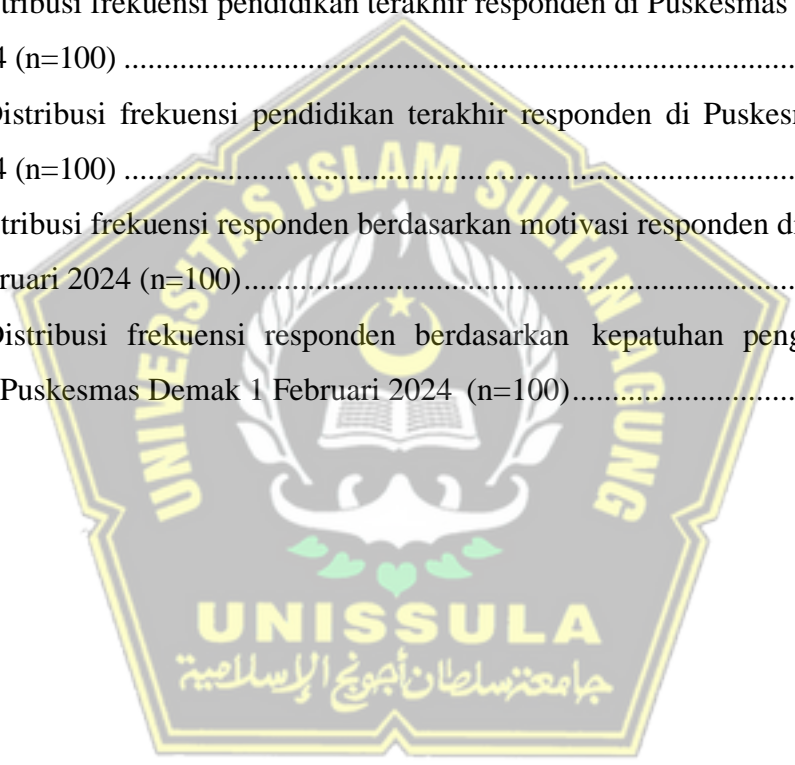 tribusi frekuensi pendidikan terakhir responden di Puskesmas
4 (n=100) ................................................................................................
Distribusi frekuensi pendidikan terakhir responden di Puskesm
4 (n=100) ................................................................................................
tribusi frekuensi responden berdasarkan motivasi responden di
ruari 2024 (n=100)................................................................................
Distribusi frekuensi responden berdasarkan kepatuhan peng
Puskesmas Demak 1 Februari 2024 (n=100)................................
UNIVERSITAS ISLAM SULTAN AGUNG
UNISSULA
جامعة سلطان أجونج الإسلامية